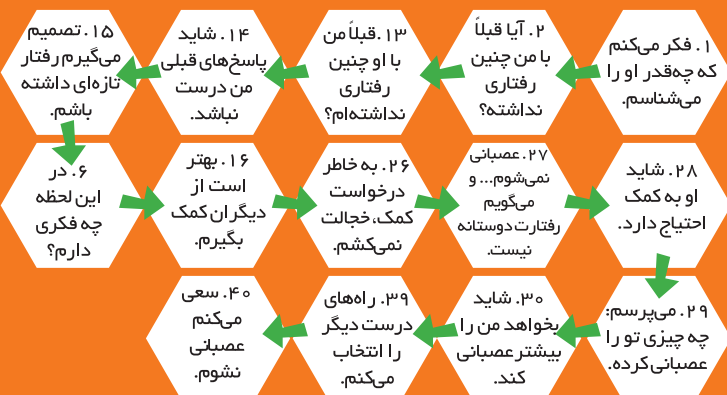 ۱. فکر می‌کنم
که چه‌قدر او را
می‌شناسم.
۲. آیا قبلاً
با من چنین
رفتاری
نداشته؟
۱۳. قبلاً من
با او چنین
رفتاری
نداشته‌ام؟
۱۴. شاید
پاسخ‌های قبلی
من درست
نباشد.
۱۵. تصمیم
می‌گیرم رفتار
تازه‌ای داشته
باشم.
۶. در
این لحظه
چه فکری
دارم؟
۱۶. بهتر
است از
دیگران کمک
بگیرم.
۲۶. به خاطر
درخواست
کمک، خجالت
نمی‌کشم.
۲۷. عصبانی
نمی‌شوم... و
می‌گویم
رفتارت دوستانه
نیست.
۲۸. شاید
او به کمک
احتیاج دارد.
۲۹. می‌پرسم:
چه چیزی تو را
عصبانی کرده.
۳۰. شاید
بخواهد من را
بیشتر عصبانی
کند.
۳۹. راه‌های
درست دیگر
را انتخاب
می‌کنم.
۴۰. سعی
می‌کنم
عصبانی
نشوم.